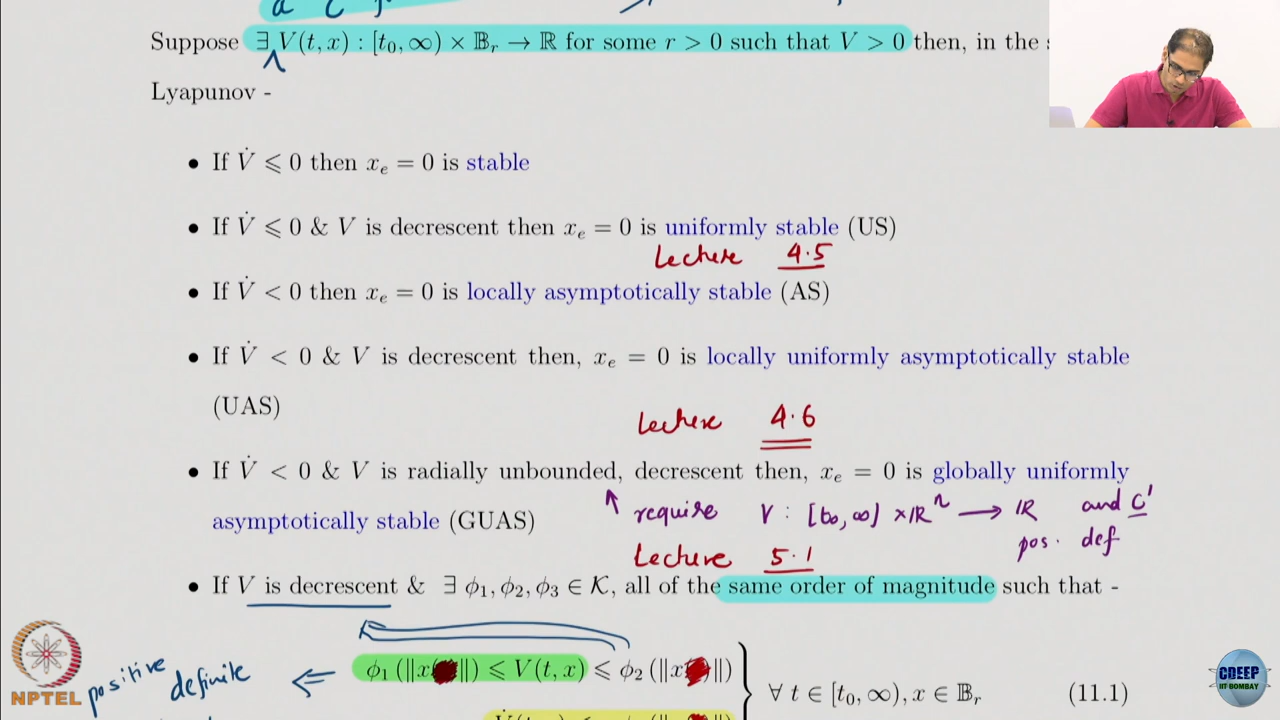 Suppose ∃ V(t, x) : [t₀, ∞) × 𝔹ᵣ → ℝ for some r > 0 such that V > 0 then, in the s
Lyapunov -
• If V̇ ⩽ 0 then xₑ = 0 is stable
• If V̇ ⩽ 0 & V is decrescent then xₑ = 0 is uniformly stable (US)
Lecture 4.5
• If V̇ < 0 then xₑ = 0 is locally asymptotically stable (AS)
• If V̇ < 0 & V is decrescent then, xₑ = 0 is locally uniformly asymptotically stable
(UAS)
Lecture 4.6
• If V̇ < 0 & V is radially unbounded, decrescent then, xₑ = 0 is globally uniformly
asymptotically stable (GUAS)
require V : [t₀, ∞] × ℝⁿ → ℝ and C¹
pos. def
Lecture 5.1
• If V is decrescent & ∃ ϕ₁, ϕ₂, ϕ₃ ∈ 𝒦, all of the same order of magnitude such that -
positive definite ⇐ ϕ₁(‖x‖) ⩽ V(t, x) ⩽ ϕ₂(‖x‖)
∀ t ∈ [t₀, ∞), x ∈ 𝔹ᵣ (11.1)
NPTEL
CDEEP
IIT BOMBAY